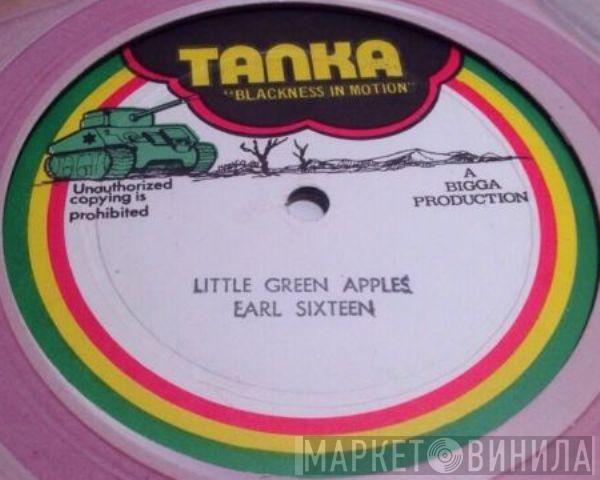 TANKA
"BLACKNESS IN MOTION"
Unauthorized
copying is
prohibited
A
BIGGA
PRODUCTION
LITTLE GREEN APPLES
EARL SIXTEEN
МАРКЕТ ВИНИЛА